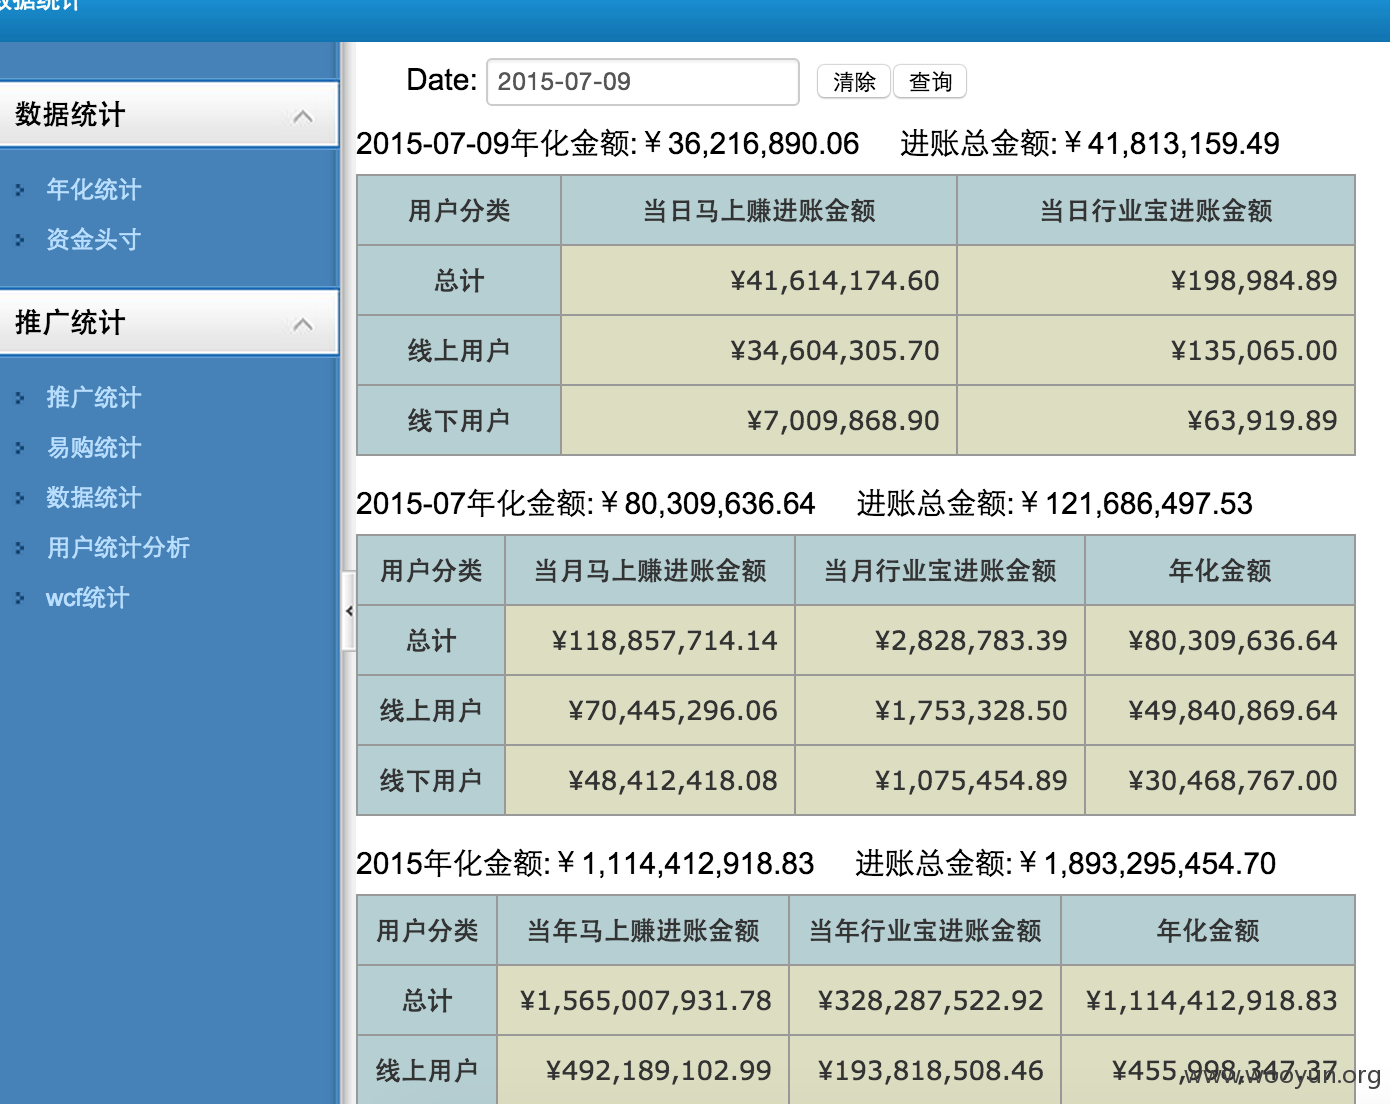 数据统计
Date: 2015-07-09 清除 查询
数据统计
年化统计
资金头寸
推广统计
推广统计
易购统计
数据统计
用户统计分析
wcf统计
2015-07-09年化金额:￥36,216,890.06 进账总金额:￥41,813,159.49
用户分类 当日马上赚进账金额 当日行业宝进账金额
总计 ¥41,614,174.60 ¥198,984.89
线上用户 ¥34,604,305.70 ¥135,065.00
线下用户 ¥7,009,868.90 ¥63,919.89
2015-07年化金额:￥80,309,636.64 进账总金额:￥121,686,497.53
用户分类 当月马上赚进账金额 当月行业宝进账金额 年化金额
总计 ¥118,857,714.14 ¥2,828,783.39 ¥80,309,636.64
线上用户 ¥70,445,296.06 ¥1,753,328.50 ¥49,840,869.64
线下用户 ¥48,412,418.08 ¥1,075,454.89 ¥30,468,767.00
2015年化金额:￥1,114,412,918.83 进账总金额:￥1,893,295,454.70
用户分类 当年马上赚进账金额 当年行业宝进账金额 年化金额
总计 ¥1,565,007,931.78 ¥328,287,522.92 ¥1,114,412,918.83
线上用户 ¥492,189,102.99 ¥193,818,508.46 ¥455,998,347.37
www.wooyun.org